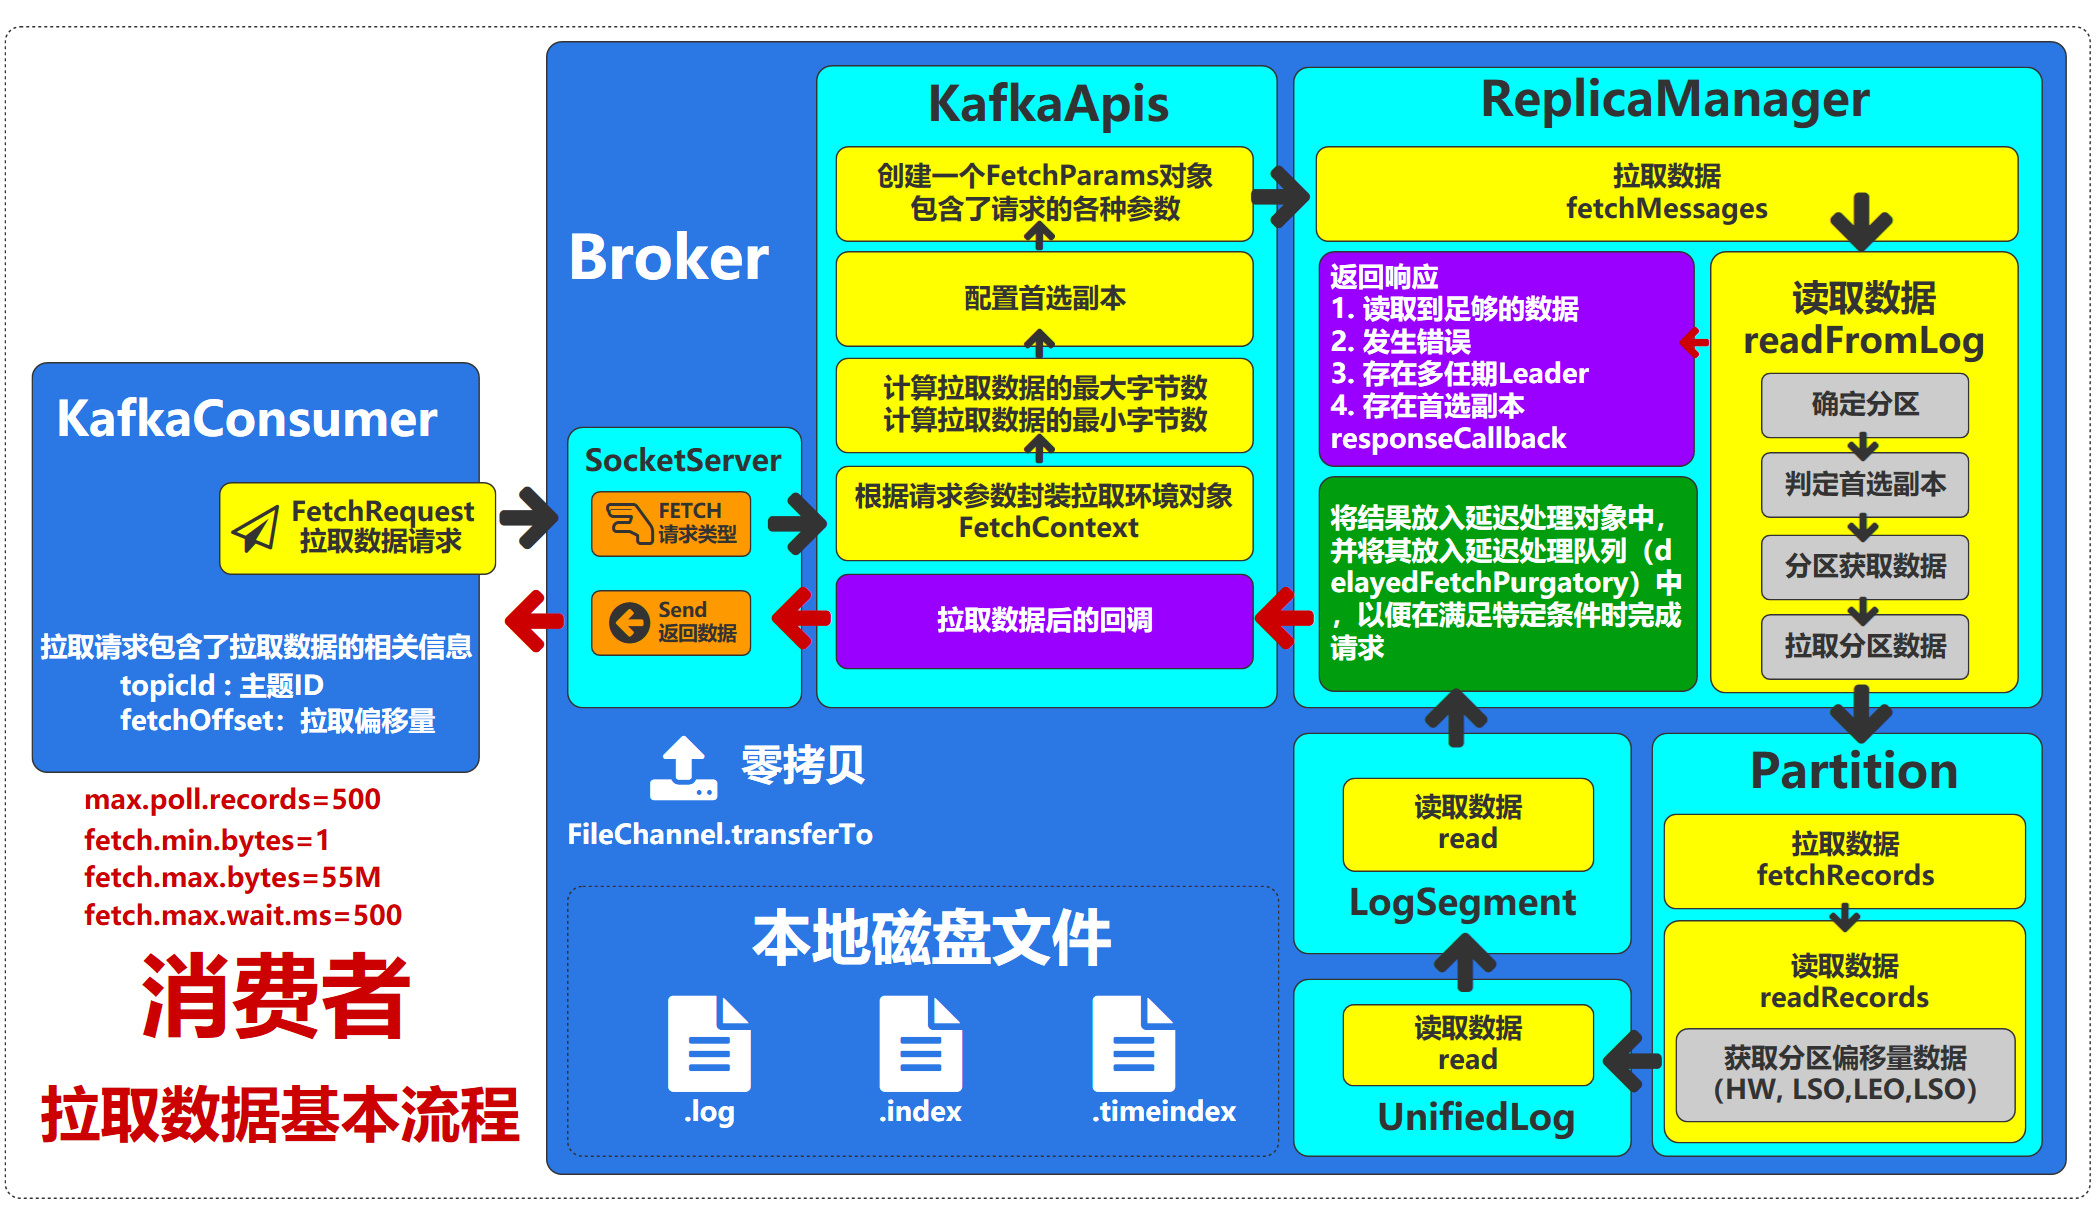 KafkaConsumer
FetchRequest
拉取数据请求
拉取请求包含了拉取数据的相关信息
topicId : 主题ID
fetchOffset：拉取偏移量
max.poll.records=500
fetch.min.bytes=1
fetch.max.bytes=55M
fetch.max.wait.ms=500
消费者
拉取数据基本流程
Broker
SocketServer
FETCH
请求类型
Send
返回数据
KafkaApis
创建一个FetchParams对象
包含了请求的各种参数
配置首选副本
计算拉取数据的最大字节数
计算拉取数据的最小字节数
根据请求参数封装拉取环境对象
FetchContext
拉取数据后的回调
ReplicaManager
拉取数据
fetchMessages
返回响应
1. 读取到足够的数据
2. 发生错误
3. 存在多任期Leader
4. 存在首选副本
responseCallback
将结果放入延迟处理对象中，
并将其放入延迟处理队列（d
elayedFetchPurgatory）中
，以便在满足特定条件时完成
请求
读取数据
readFromLog
确定分区
判定首选副本
分区获取数据
拉取分区数据
Partition
拉取数据
fetchRecords
读取数据
readRecords
获取分区偏移量数据
（HW, LSO,LEO,LSO）
读取数据
read
LogSegment
读取数据
read
UnifiedLog
零拷贝
FileChannel.transferTo
本地磁盘文件
.log
.index
.timeindex